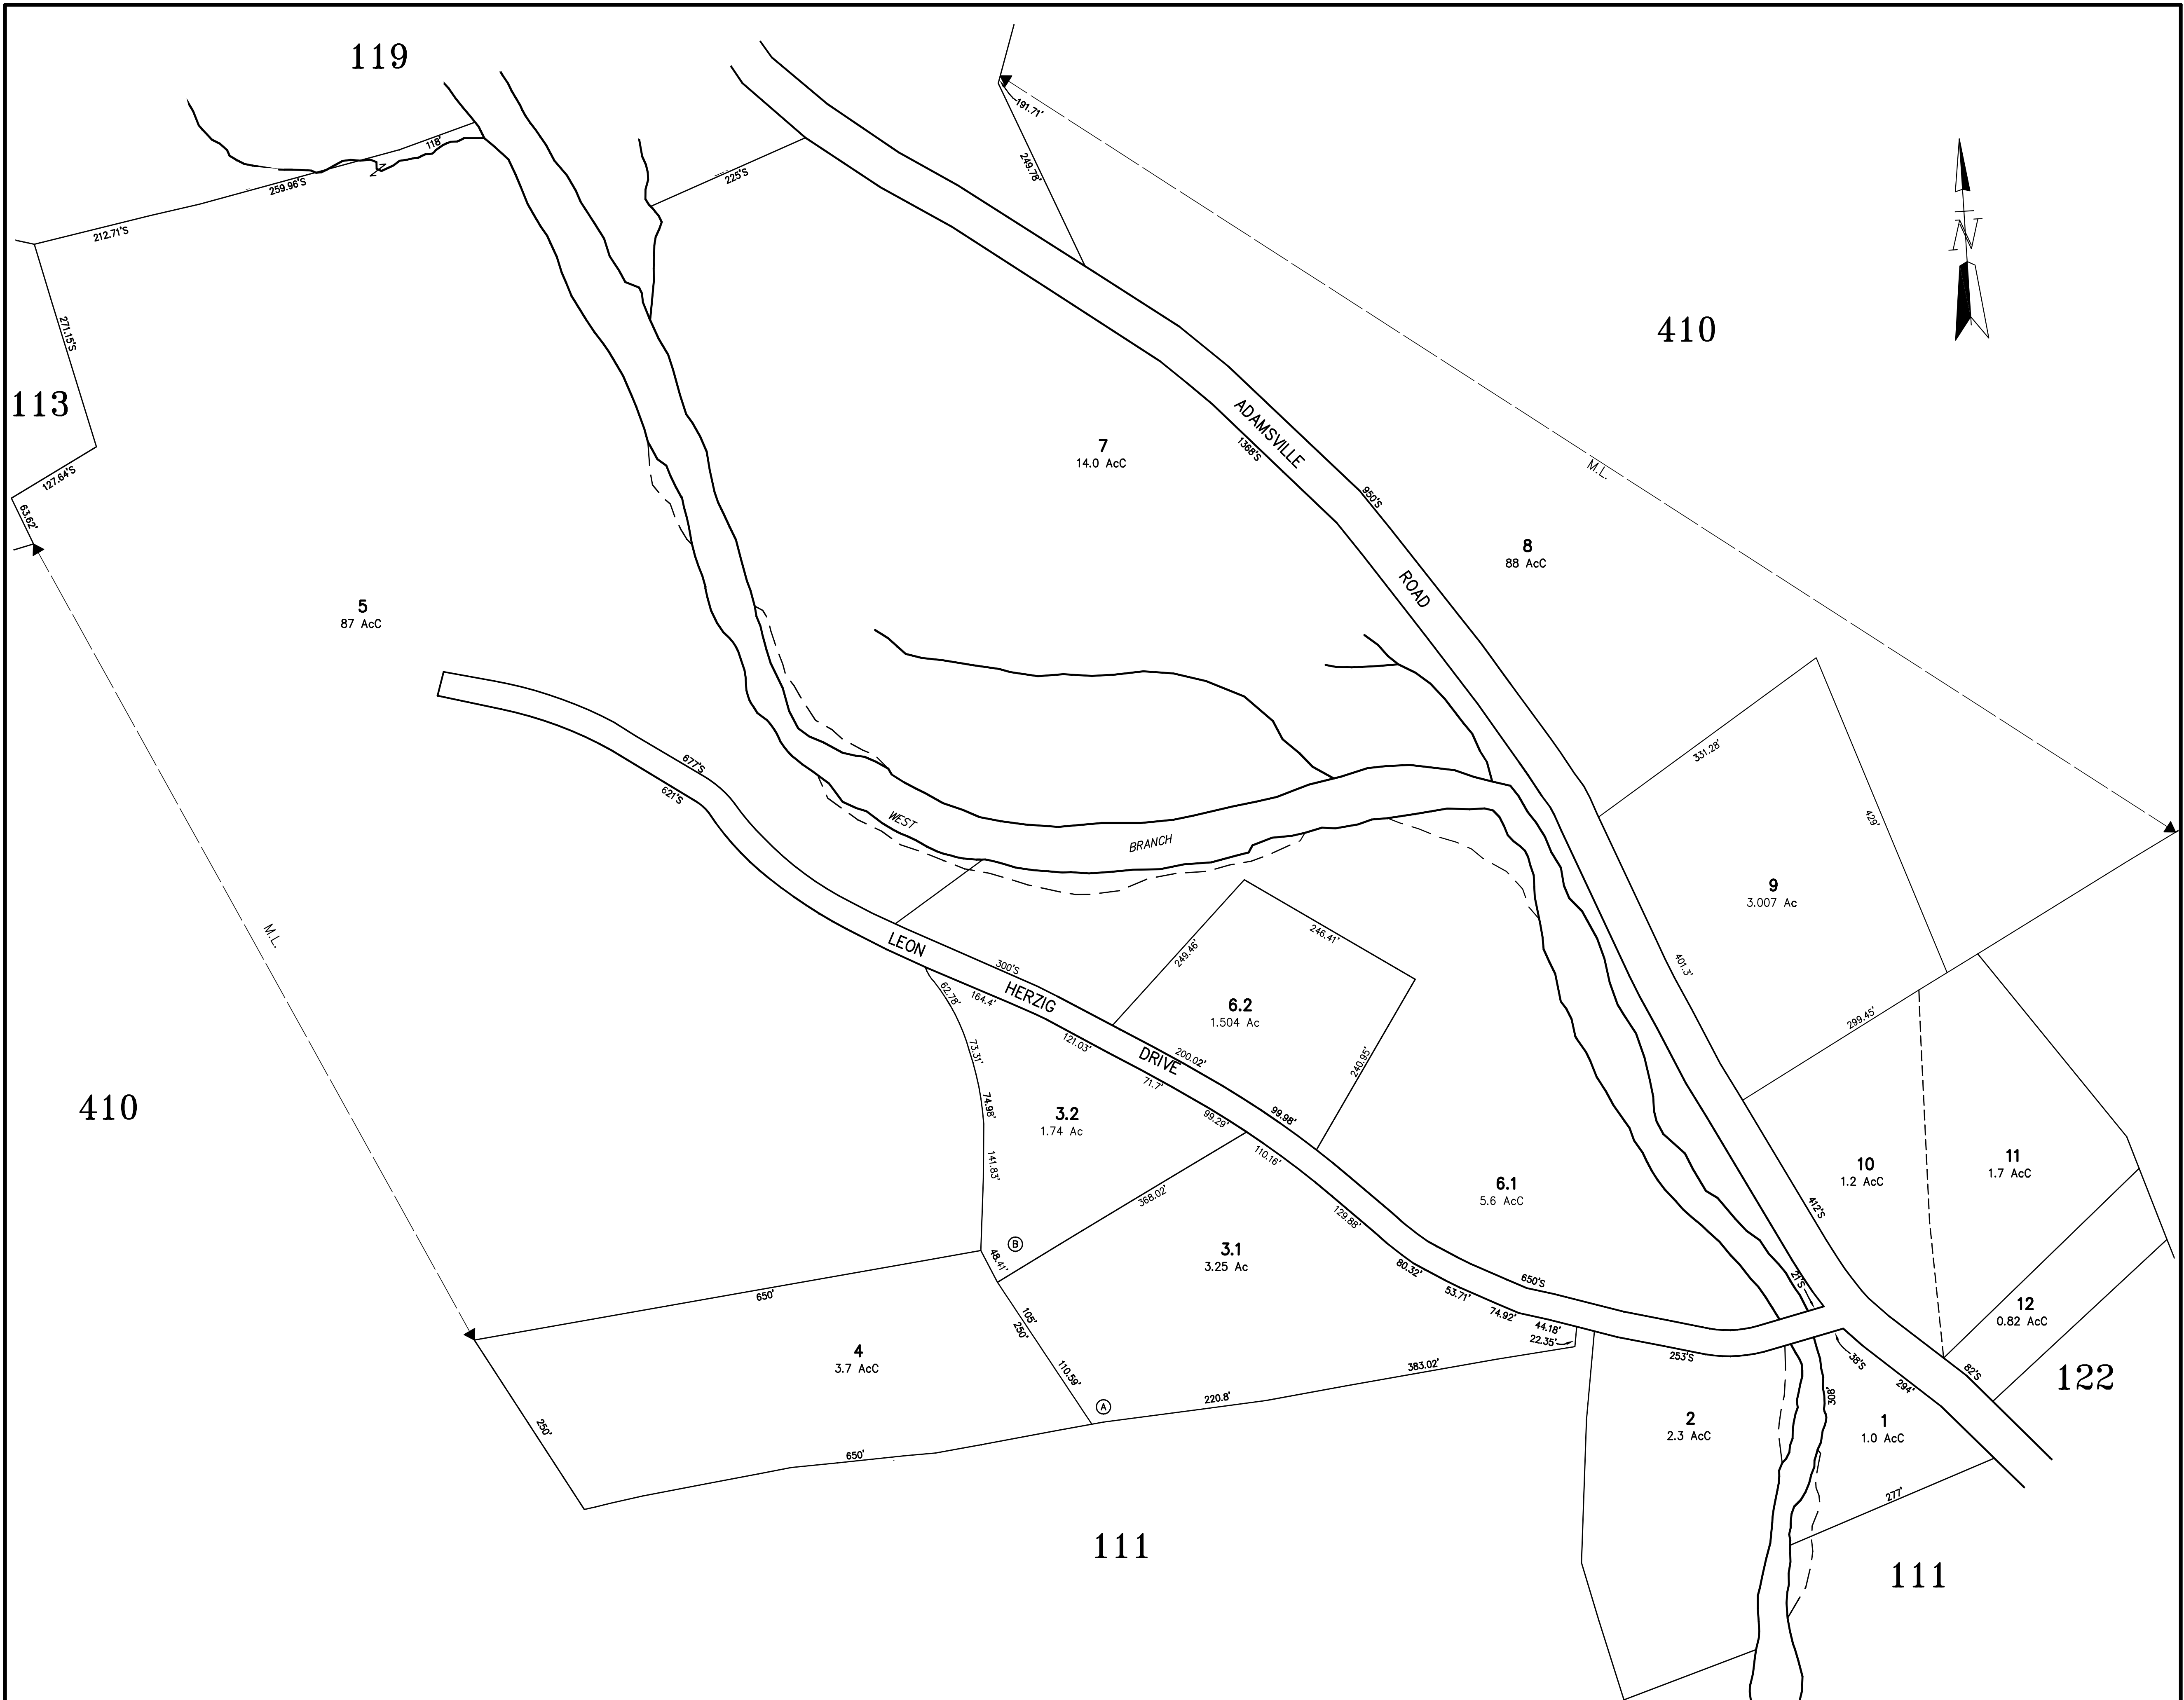 119
191.71'
118'
249.78'
225'S
259.96'S
212.71'S
N
410
271.15'S
113
ADAMSVILLE
7
14.0 AcC
1368'S
M.L.
127.64'S
950'S
63.62'
8
88 AcC
ROAD
5
87 AcC
331.28'
677'S
621'S
429'
WEST
BRANCH
9
3.007 Ac
M.L.
246.41'
LEON
249.46'
300'S
401.3'
62.78'
164.4'
HERZIG
6.2
1.504 Ac
299.45'
121.03'
73.31'
200.02'
DRIVE
240.95'
71.7'
410
74.98'
3.2
1.74 Ac
99.29'
99.98'
110.16'
141.83'
11
1.7 AcC
10
1.2 AcC
6.1
5.6 AcC
368.02'
412'S
129.88'
B
3.1
3.25 Ac
48.41'
80.32'
650'S
21'S
650'
53.71'
12
0.82 AcC
105'
250'
74.92'
44.18'
22.35'
4
3.7 AcC
253'S
38'S
383.02'
110.59'
82'S
122
294'
308'
220.8'
A
250'
2
2.3 AcC
1
1.0 AcC
650'
277'
111
111